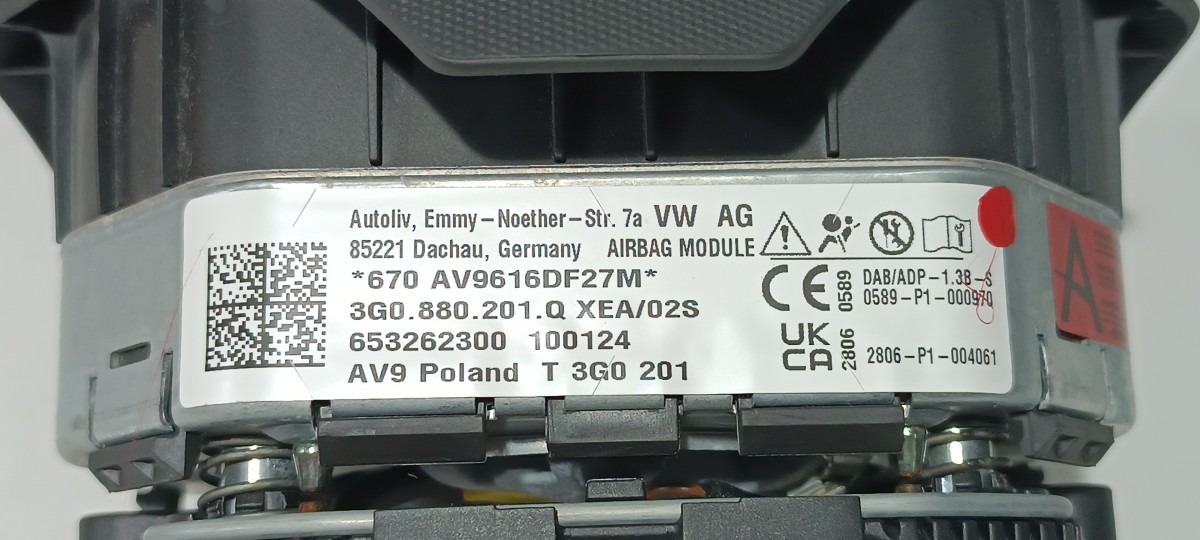 Autoliv, Emmy-Noether-Str. 7a VW AG
85221 Dachau, Germany AIRBAG MODULE
*670 AV9616DF27M*
3G0.880.201.Q XEA/02S
653262300 100124
AV9 Poland T 3G0 201
CE 0589
DAB/ADP-1.3B-S
0589-P1-000970
UK
CA 2806
2806-P1-004061
A